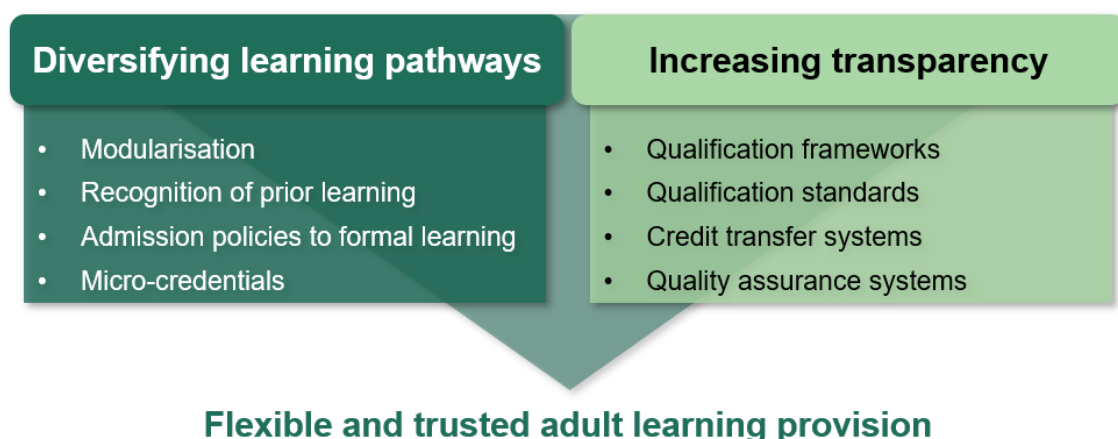 Diversifying learning pathways
• Modularisation
• Recognition of prior learning
• Admission policies to formal learning
• Micro-credentials
Increasing transparency
• Qualification frameworks
• Qualification standards
• Credit transfer systems
• Quality assurance systems
Flexible and trusted adult learning provision